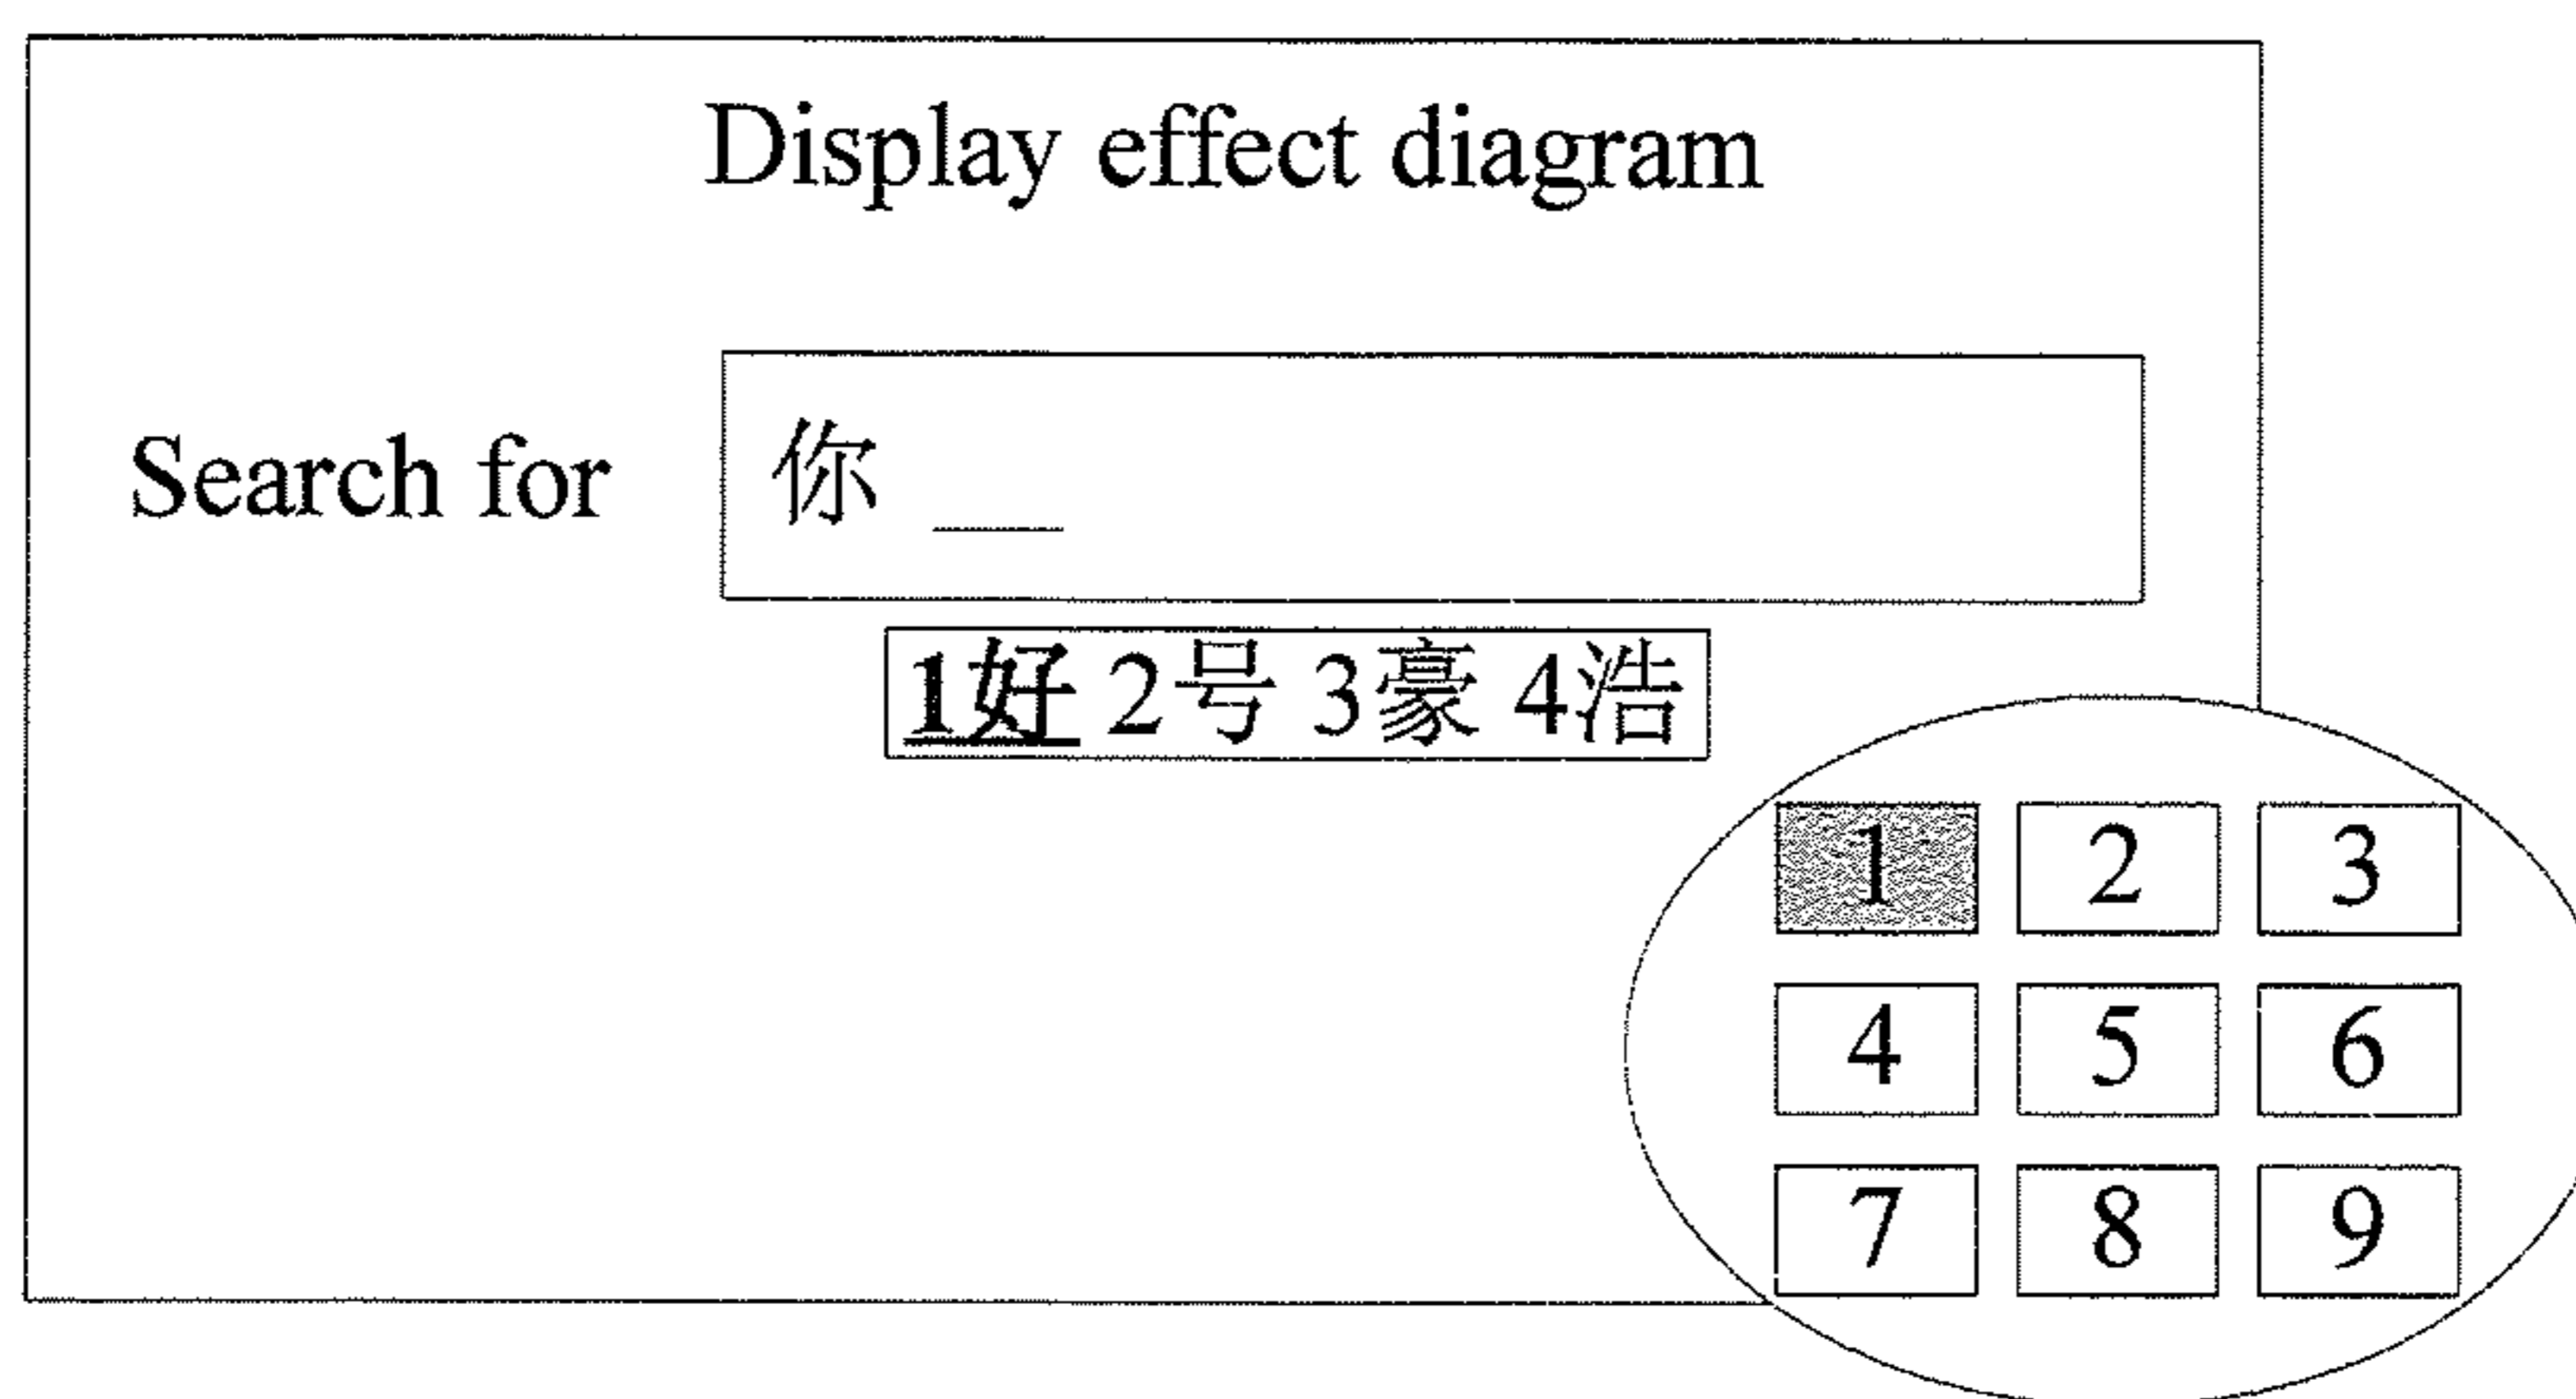 Display effect diagram
Search for 你 __
1好 2号 3豪 4浩
1 2 3
4 5 6
7 8 9